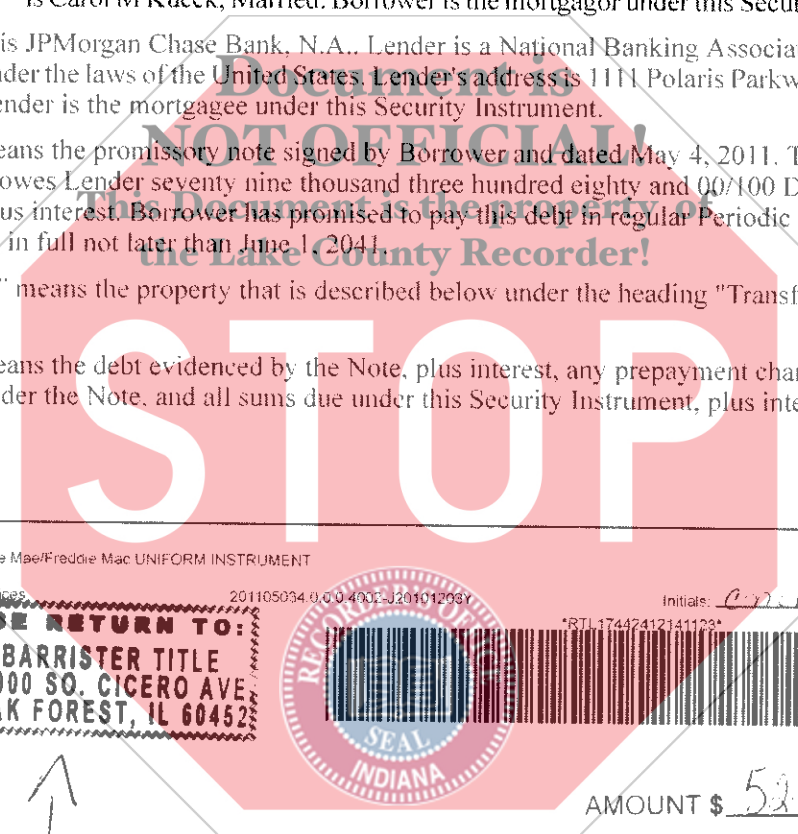 is Carol M Kueck, Married. Borrower is the mortgagor under this Secu
is JPMorgan Chase Bank, N.A.. Lender is a National Banking Associa
der the laws of the United States. Lender's address is 1111 Polaris Parkw
ender is the mortgagee under this Security Instrument.
Document is
NOT OFFICIAL!
This Document is the property of
the Lake County Recorder!
eans the promissory note signed by Borrower and dated May 4, 2011. T
owes Lender seventy nine thousand three hundred eighty and 00/100 D
us interest. Borrower has promised to pay this debt in regular Periodic
in full not later than June 1, 2041.
" means the property that is described below under the heading "Transf
eans the debt evidenced by the Note, plus interest, any prepayment char
der the Note, and all sums due under this Security Instrument, plus inte
STOP
e Mae/Freddie Mac UNIFORM INSTRUMENT
ces
201105034.0.0.0.4002-J20101203Y
Initials:
*RTL17442412141123*
SE RETURN TO:
BARRISTER TITLE
000 SO. CICERO AVE.
AK FOREST, IL 60452
SEAL
INDIANA
AMOUNT $ 52